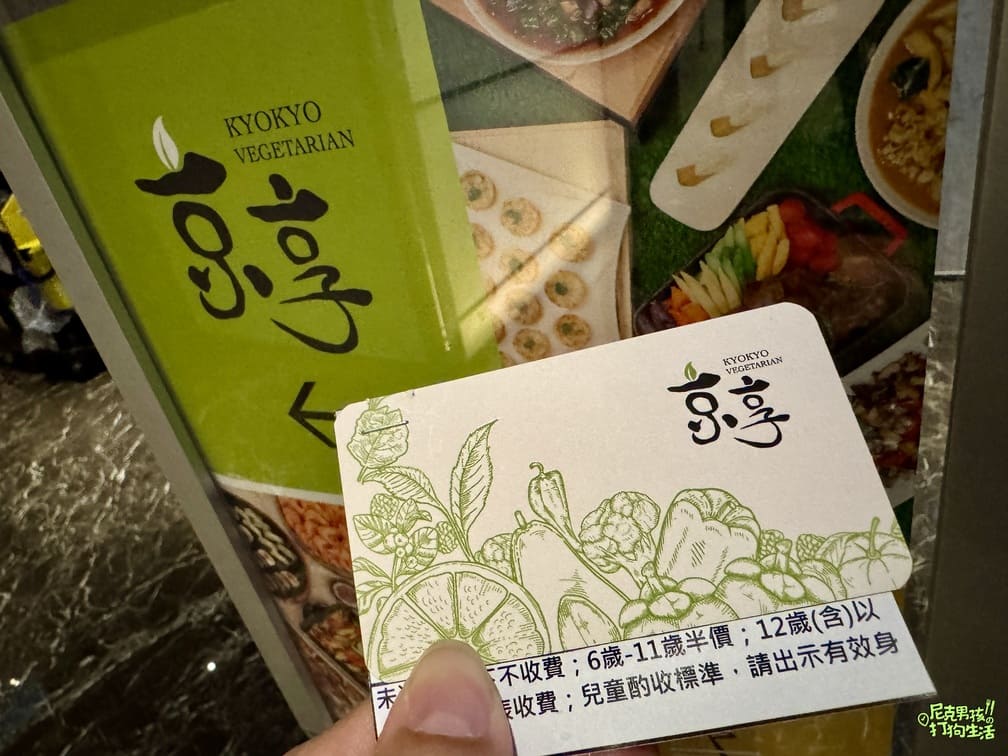 KYOKYO
VEGETARIAN
京享
KYOKYO
VEGETARIAN
京享
未 不收費；6歲-11歲半價；12歲(含)以
收費；兒童酌收標準，請出示有效身
尼克男孩!!の
打狗生活